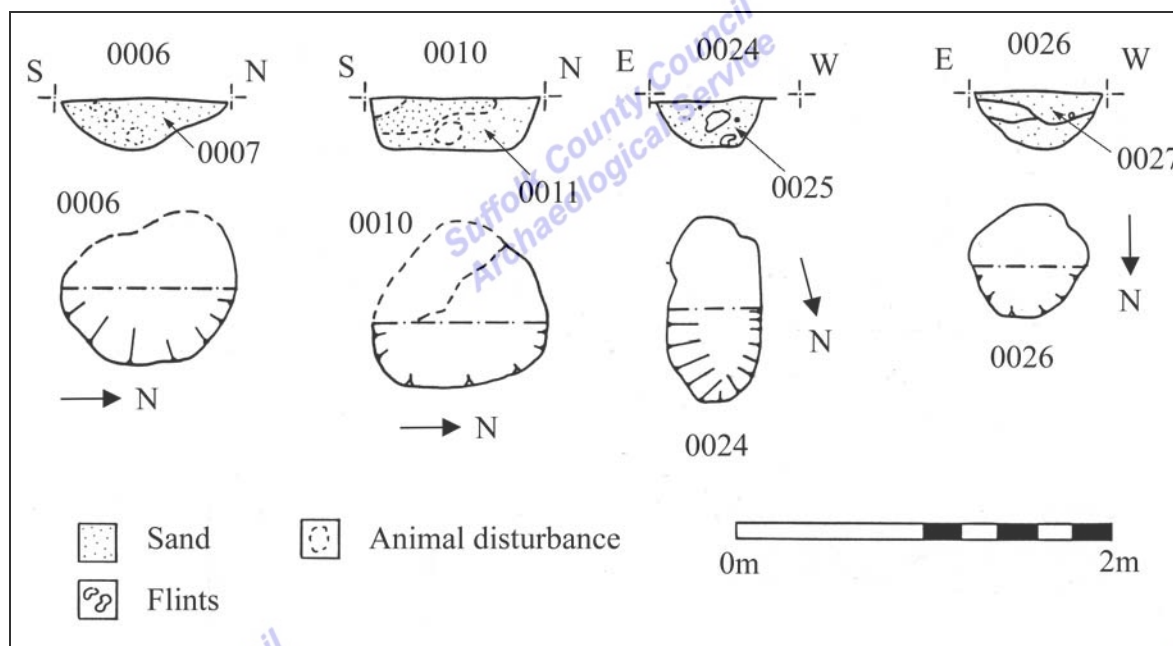 0006
S N
0007
0006
N
0010
S N
0011
0010
N
0024
E W
0025
N
0024
0026
E W
0027
N
0026
Sand
Animal disturbance
Flints
0m 2m
Suffolk County Council
Archaeological Service
il